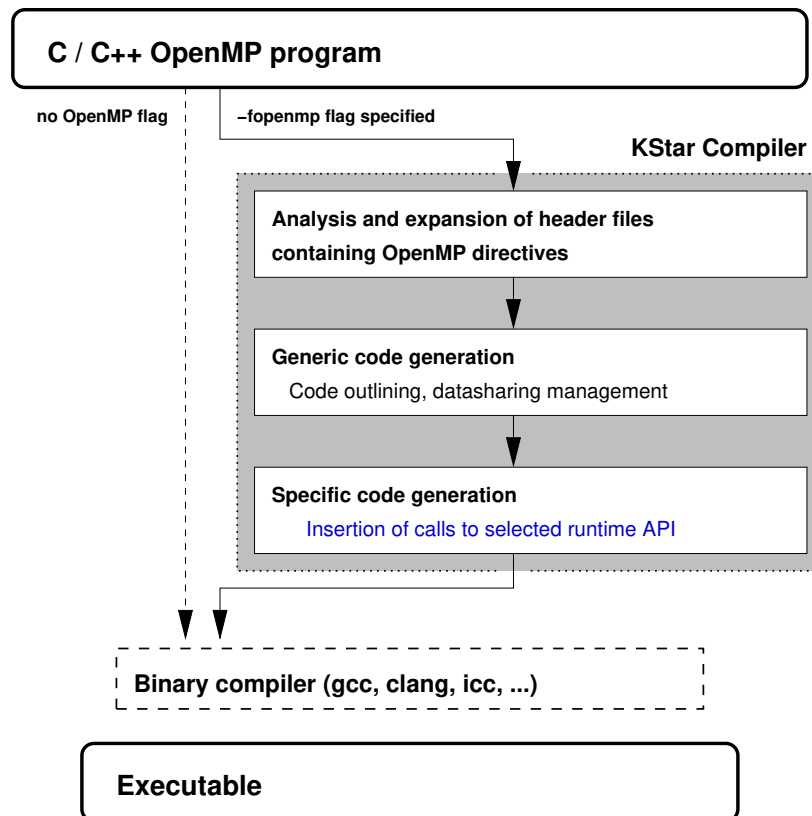 C / C++ OpenMP program
no OpenMP flag
−fopenmp flag specified
KStar Compiler
Analysis and expansion of header files
containing OpenMP directives
Generic code generation
Code outlining, datasharing management
Specific code generation
Insertion of calls to selected runtime API
Binary compiler (gcc, clang, icc, ...)
Executable